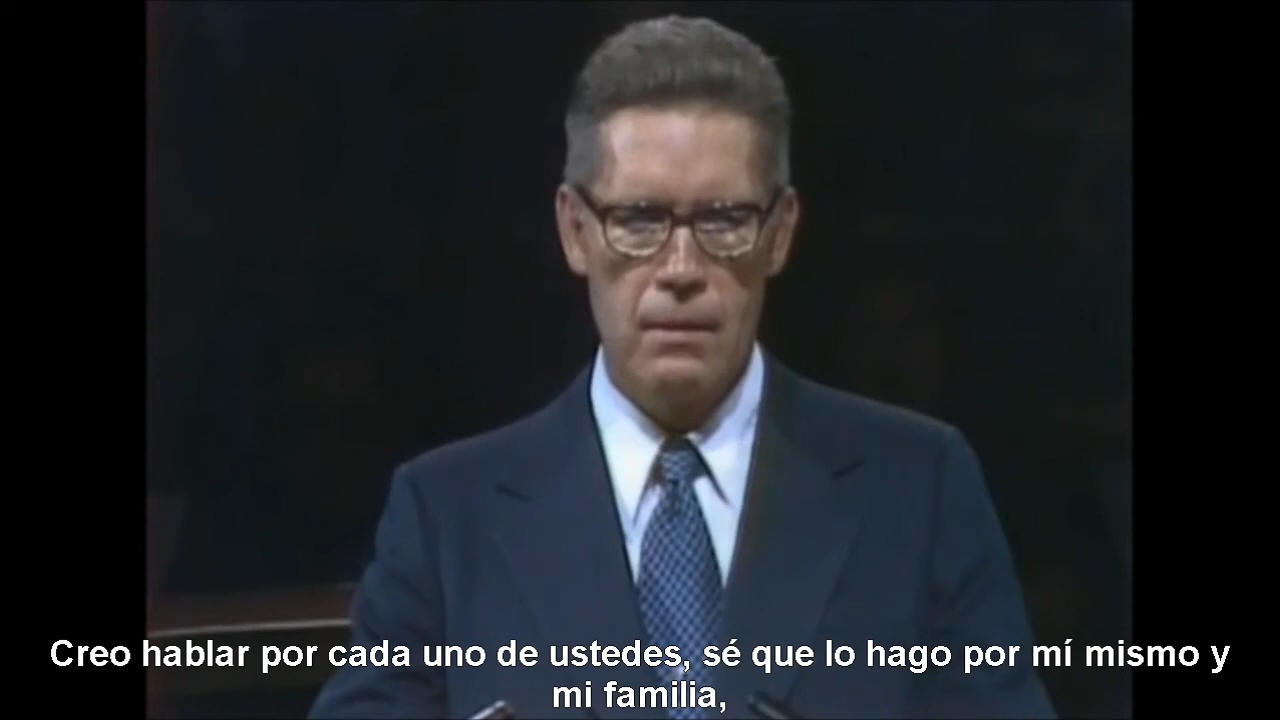 Creo hablar por cada uno de ustedes, sé que lo hago por mí mismo y
mi familia,